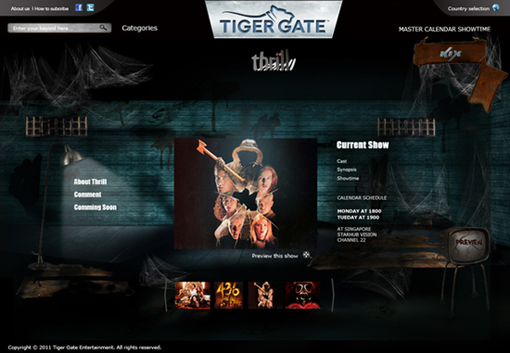 About us I How to subcribe
Country selection
TIGER GATE
Enter your keyword here
Categories
MASTER CALENDAR SHOWTIME
thrill
KIX
Current Show
Cast
Synopsis
Showtime
About Thrill
Comment
Comming Soon
CALENDAR SCHEDULE
MONDAY AT 1800
TUEDAY AT 1900
AT SINGAPORE
STARHUB VISION
CHANNEL 22
PREVIEW
Preview this show
436
Copyright © 2011 Tiger Gate Entertainment. All rights reserved.